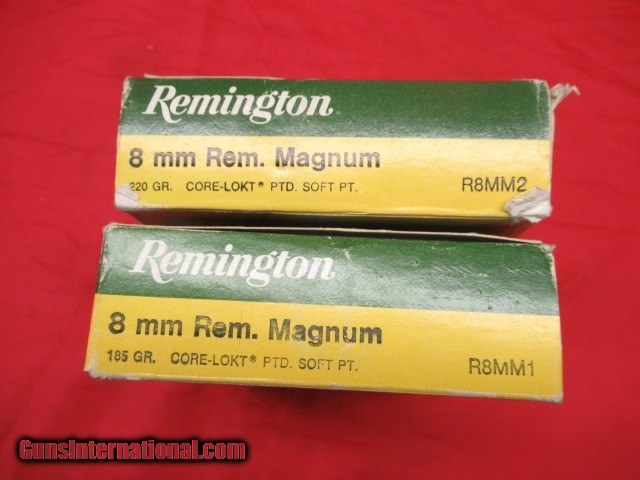 Remington
8 mm Rem. Magnum
220 GR. CORE-LOKT® PTD. SOFT PT. R8MM2
Remington
8 mm Rem. Magnum
185 GR. CORE-LOKT® PTD. SOFT PT. R8MM1
GunsInternational.com